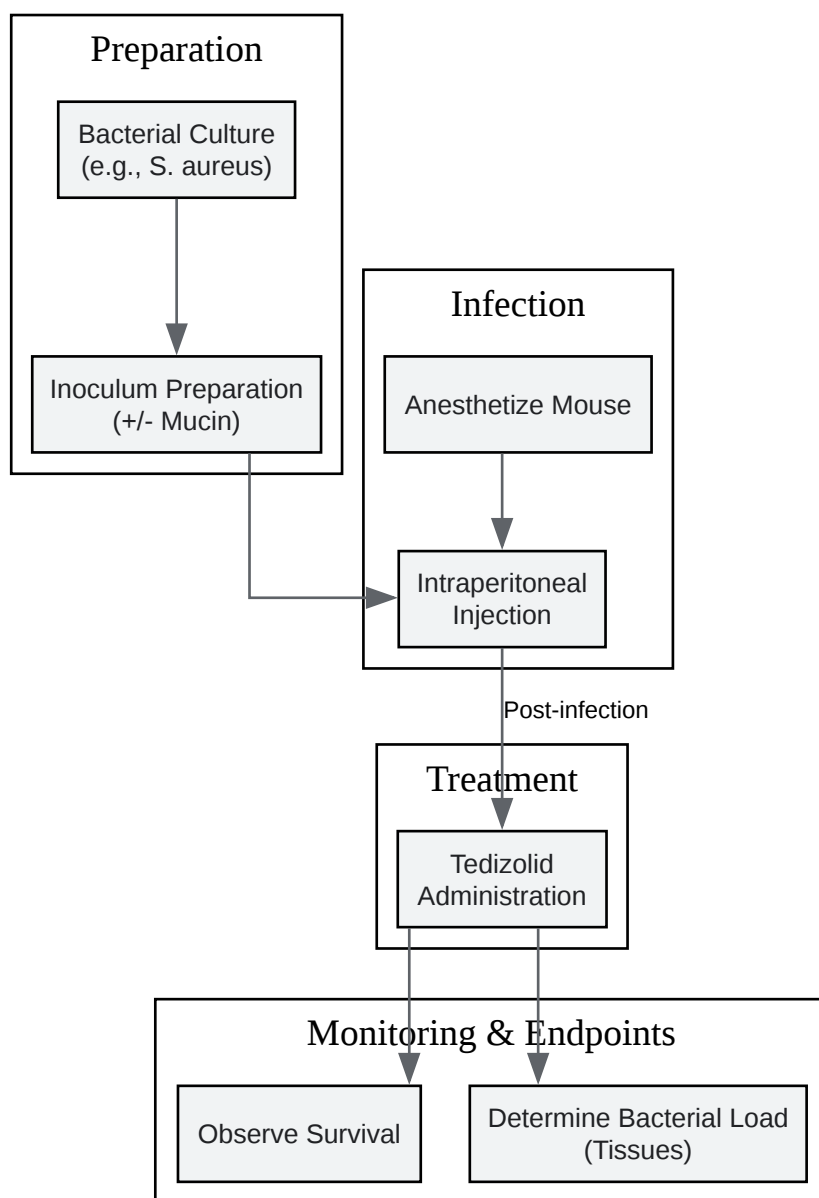 Preparation
Bacterial Culture
(e.g., S. aureus)
Inoculum Preparation
(+/- Mucin)
Infection
Anesthetize Mouse
Intraperitoneal
Injection
Post-infection
Treatment
Tedizolid
Administration
Monitoring & Endpoints
Observe Survival
Determine Bacterial Load
(Tissues)